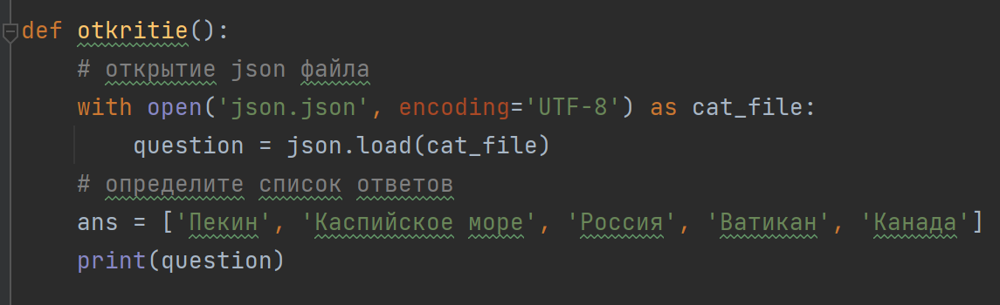 def otkritie():
# открытие json файла
with open('json.json', encoding='UTF-8') as cat_file:
question = json.load(cat_file)
# определите список ответов
ans = ['Пекин', 'Каспийское море', 'Россия', 'Ватикан', 'Канада']
print(question)